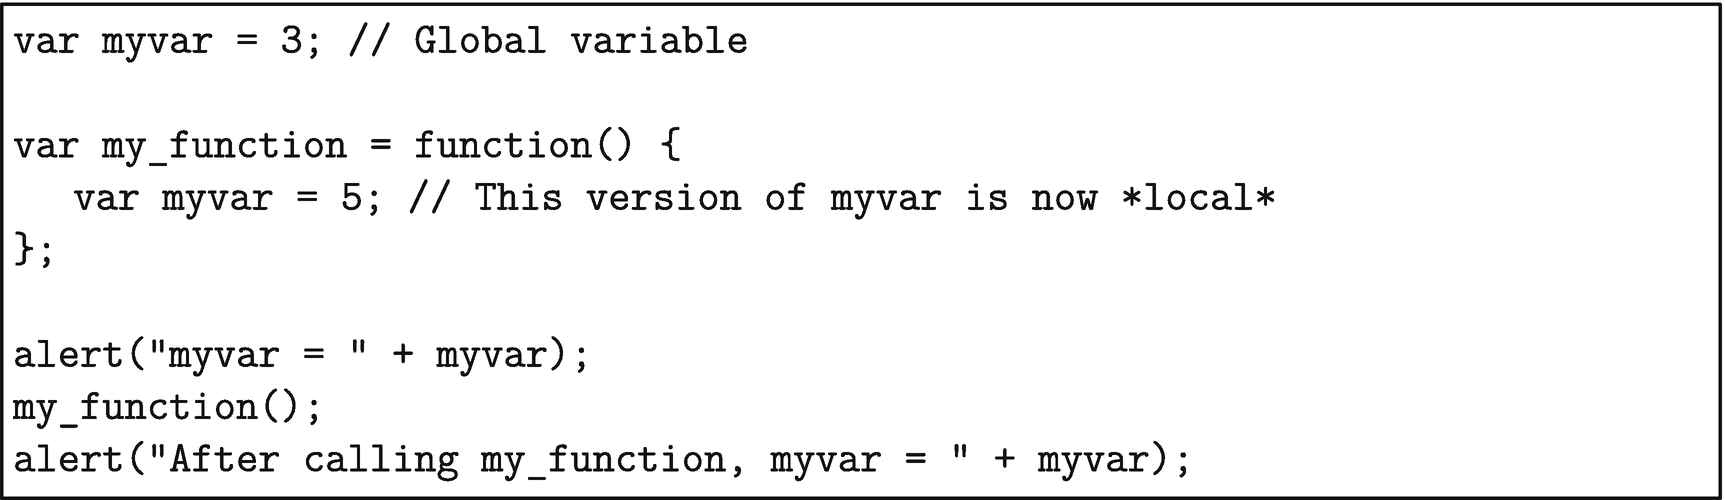 var myvar = 3; // Global variable
var my_function = function() {
   var myvar = 5; // This version of myvar is now *local*
};
alert("myvar = " + myvar);
my_function();
alert("After calling my_function, myvar = " + myvar);